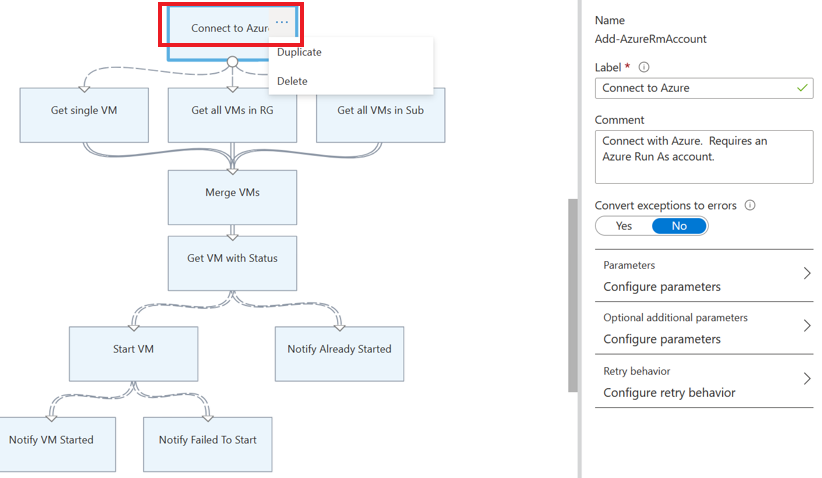 Connect to Azure
...
Duplicate
Delete
Get single VM
Get all VMs in RG
Get all VMs in Sub
Merge VMs
Get VM with Status
Start VM
Notify Already Started
Notify VM Started
Notify Failed To Start
Name
Add-AzureRmAccount
Label *
Connect to Azure
Comment
Connect with Azure. Requires an
Azure Run As account.
Convert exceptions to errors
Yes No
Parameters
Configure parameters
Optional additional parameters
Configure parameters
Retry behavior
Configure retry behavior